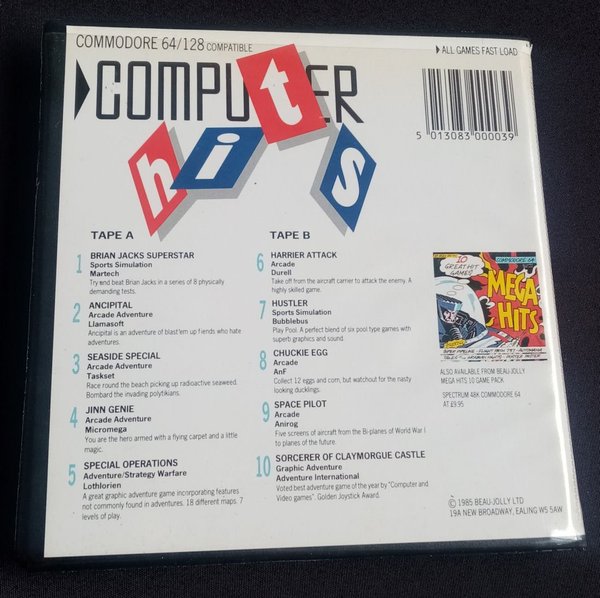 COMMODORE 64/128 COMPATIBLE
ALL GAMES FAST LOAD
COMPUTER
hits
5 013083 000039
TAPE A
1 BRIAN JACKS SUPERSTAR
Sports Simulation
Martech
Try and beat Brian Jacks in a series of 8 physically
demanding tests.
2 ANCIPITAL
Arcade Adventure
Llamasoft
Ancipital is an adventure of blast'em up fiends who hate
adventures.
3 SEASIDE SPECIAL
Arcade Adventure
Taskset
Race round the beach picking up radioactive seaweed.
Bombard the invading polytikians.
4 JINN GENIE
Arcade Adventure
Micromega
You are the hero armed with a flying carpet and a little
magic.
5 SPECIAL OPERATIONS
Adventure/Strategy Warfare
Lothlorien
A great graphic adventure game incorporating features
not commonly found in adventures. 18 different maps. 7
levels of play.
TAPE B
6 HARRIER ATTACK
Arcade
Durell
Take off from the aircraft carrier to attack the enemy. A
highly skilled game.
7 HUSTLER
Sports Simulation
Bubblebus
Play Pool. A perfect blend of six pool type games with
superb graphics and sound.
8 CHUCKIE EGG
Arcade
AnF
Collect 12 eggs and corn, but watchout for the nasty
looking ducklings.
9 SPACE PILOT
Arcade
Anirog
Five screens of aircraft from the Bi-planes of World War I
to planes of the future.
10 SORCERER OF CLAYMORGUE CASTLE
Graphic Adventure
Adventure International
Voted best adventure game of the year by "Computer and
Video games". Golden Joystick Award.
COMMODORE 64
10
GREAT HIT
GAMES
MEGA
HITS
ALSO AVAILABLE FROM BEAU-JOLLY
MEGA HITS 10 GAME PACK
SPECTRUM 48K COMMODORE 64
AT £9.95
© 1985 BEAU-JOLLY LTD
19A NEW BROADWAY, EALING W5 5AW